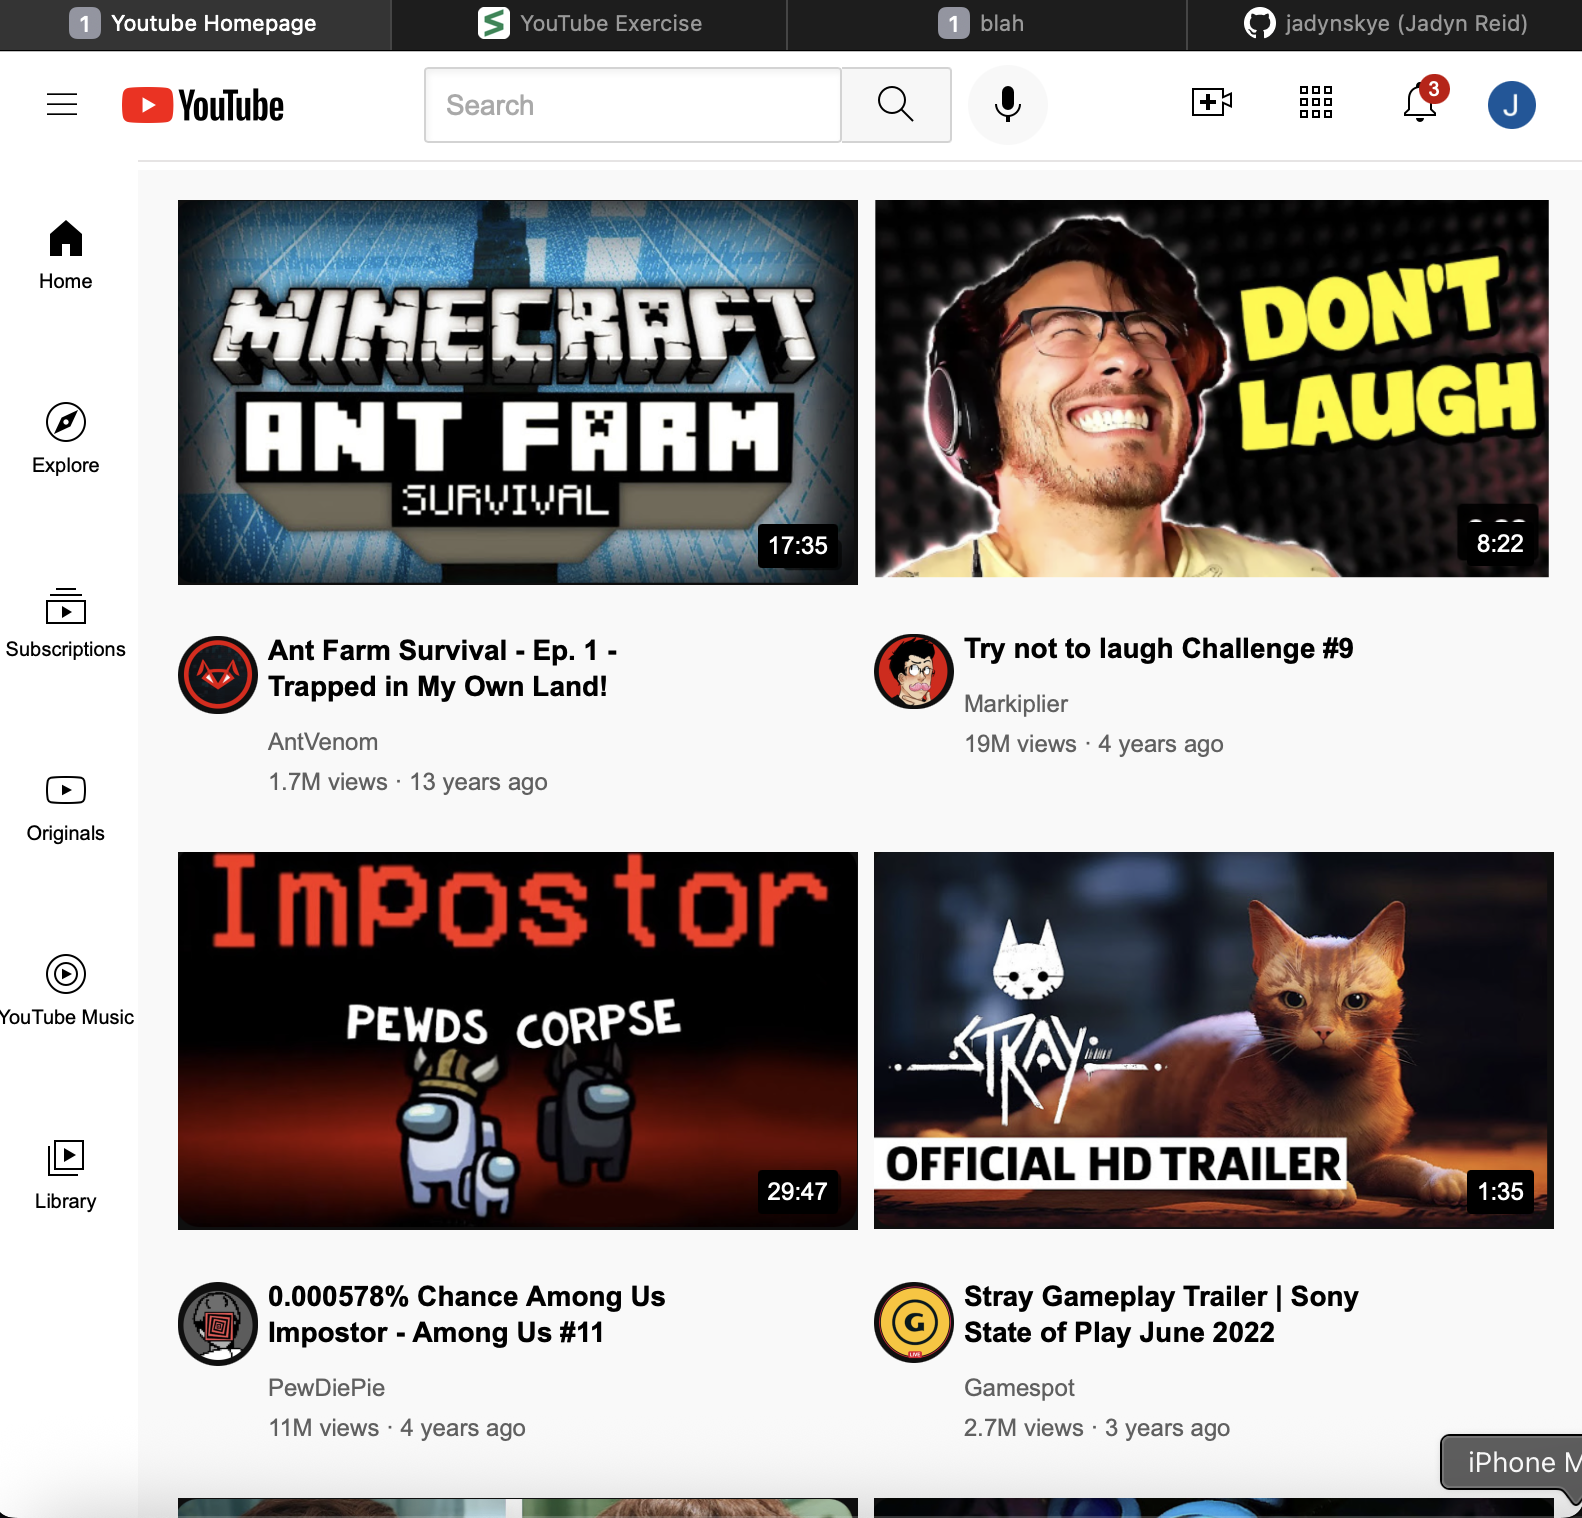 1 Youtube Homepage
YouTube Exercise
1 blah
jadynskye (Jadyn Reid)
YouTube
Search
3
J
Home
Explore
Subscriptions
Originals
YouTube Music
Library
MINECRAFT
ANT FARM
SURVIVAL
17:35
DON'T
LAUGH
8:22
Ant Farm Survival - Ep. 1 -
Trapped in My Own Land!
AntVenom
1.7M views · 13 years ago
Try not to laugh Challenge #9
Markiplier
19M views · 4 years ago
Impostor
PEWDS CORPSE
29:47
STRAY
OFFICIAL HD TRAILER
1:35
0.000578% Chance Among Us
Impostor - Among Us #11
PewDiePie
11M views · 4 years ago
G
LIVE
Stray Gameplay Trailer | Sony
State of Play June 2022
Gamespot
2.7M views · 3 years ago
iPhone M